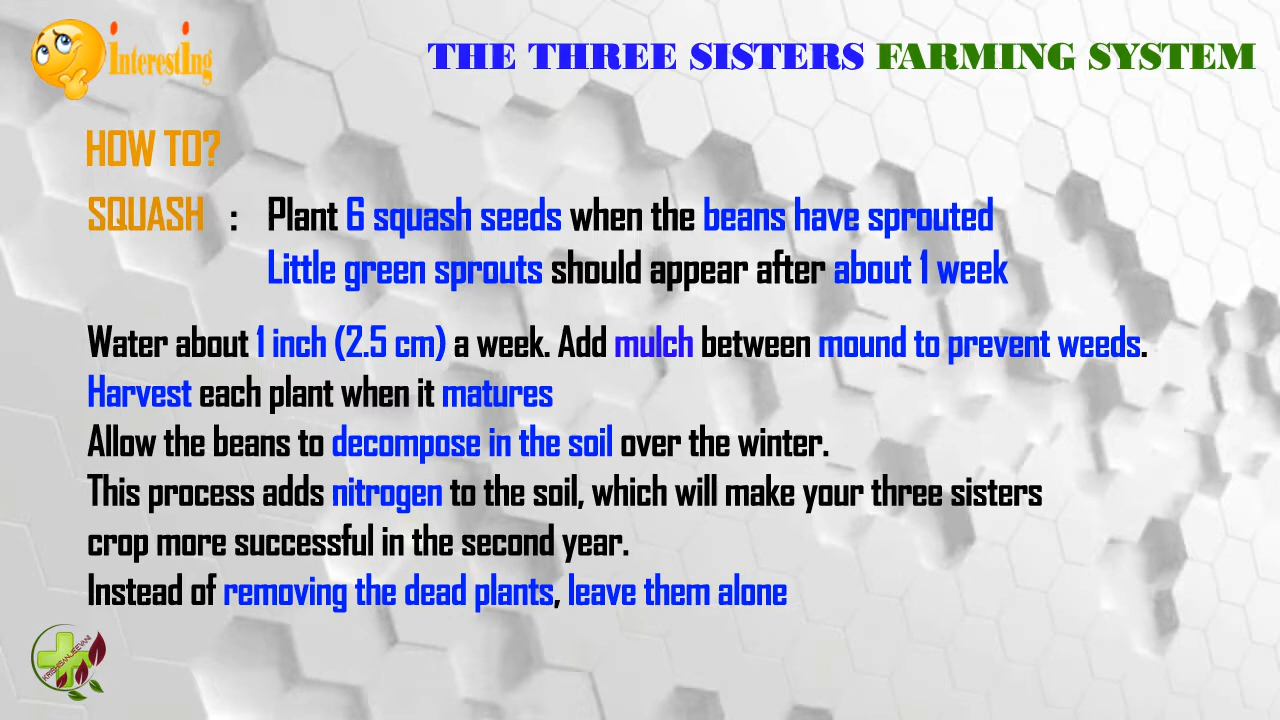 InterestIng
THE THREE SISTERS FARMING SYSTEM
HOW TO?
SQUASH : Plant 6 squash seeds when the beans have sprouted
Little green sprouts should appear after about 1 week
Water about 1 inch (2.5 cm) a week. Add mulch between mound to prevent weeds.
Harvest each plant when it matures
Allow the beans to decompose in the soil over the winter.
This process adds nitrogen to the soil, which will make your three sisters
crop more successful in the second year.
Instead of removing the dead plants, leave them alone
KRISHISANJEEVANI